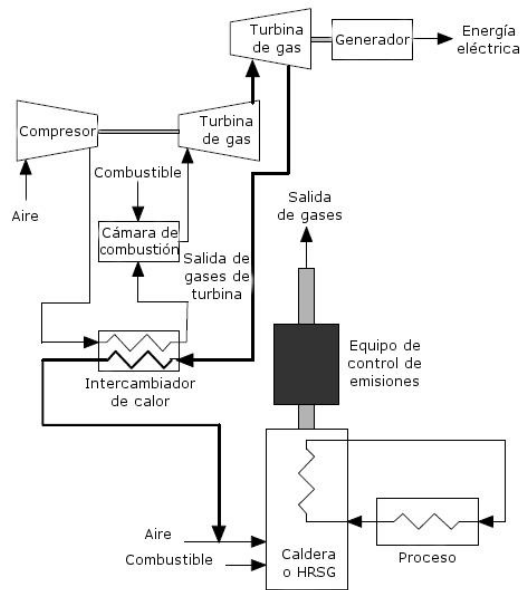 Turbina
de gas
Generador
Energía
eléctrica
Compresor
Turbina
de gas
Combustible
Aire
Cámara de
combustión
Salida de
gases de
turbina
Salida
de gases
Intercambiador
de calor
Equipo de
control de
emisiones
Aire
Combustible
Caldera
o HRSG
Proceso